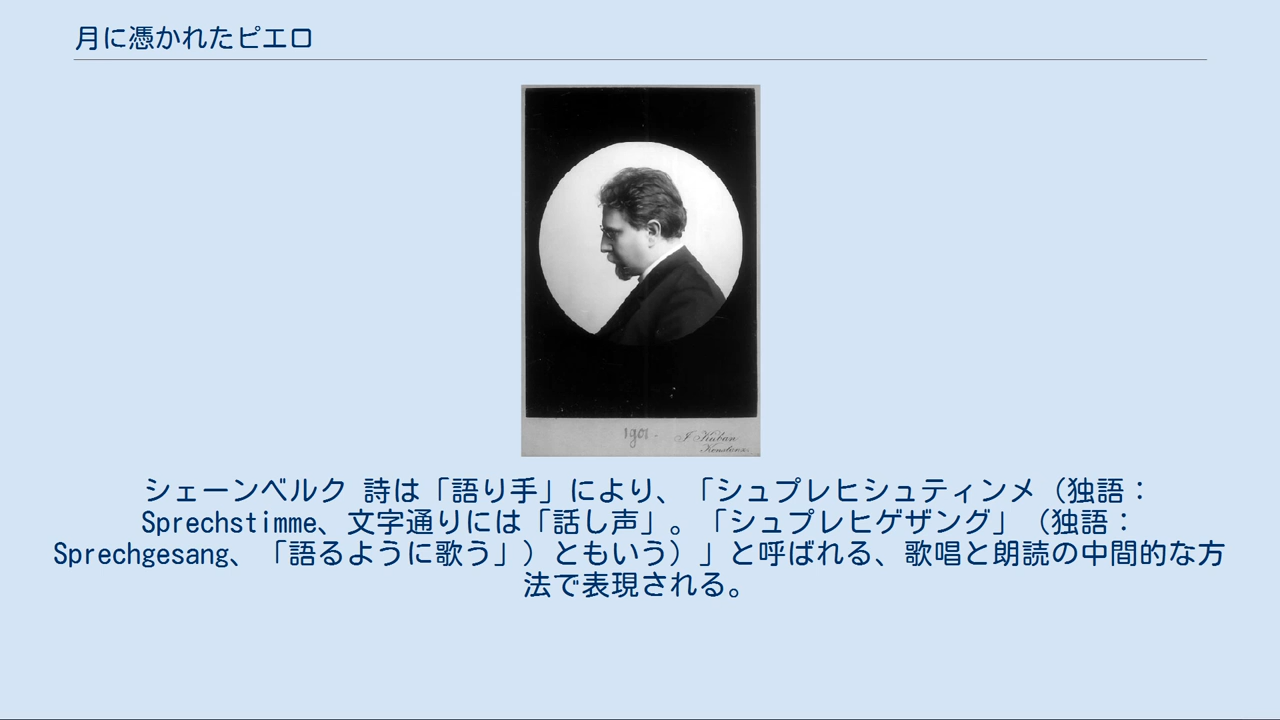 月に憑かれたピエロ
1901.
J. Kuban
Konstanz.
シェーンベルク 詩は「語り手」により、「シュプレヒシュティンメ（独語：
Sprechstimme、文字通りには「話し声」。「シュプレヒゲザング」（独語：
Sprechgesang、「語るように歌う」）ともいう）」と呼ばれる、歌唱と朗読の中間的な方
法で表現される。